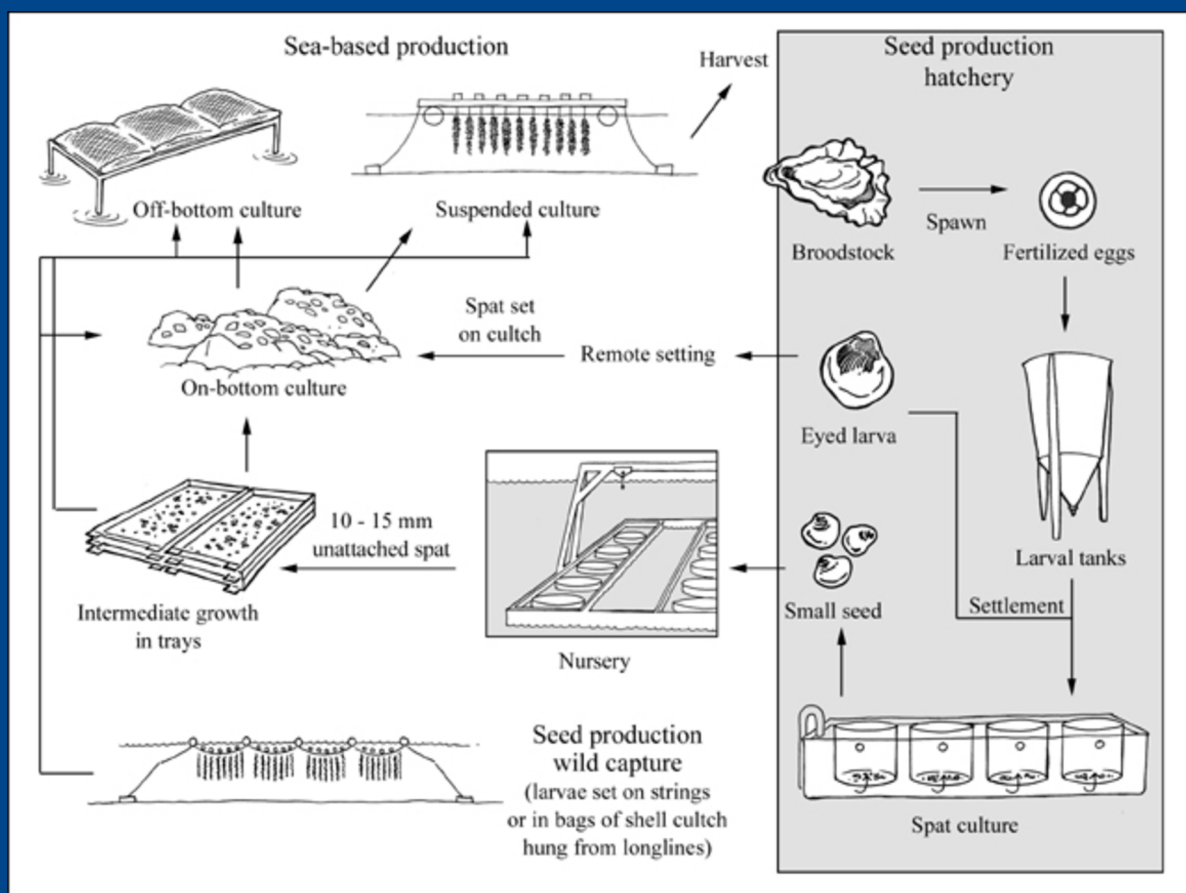 Sea-based production
Harvest
Off-bottom culture
Suspended culture
Spat set
on cultch
Remote setting
On-bottom culture
10 - 15 mm
unattached spat
Intermediate growth
in trays
Nursery
Seed production
wild capture
(larvae set on strings
or in bags of shell cultch
hung from longlines)
Seed production
hatchery
Broodstock
Spawn
Fertilized eggs
Eyed larva
Larval tanks
Small seed
Settlement
Spat culture